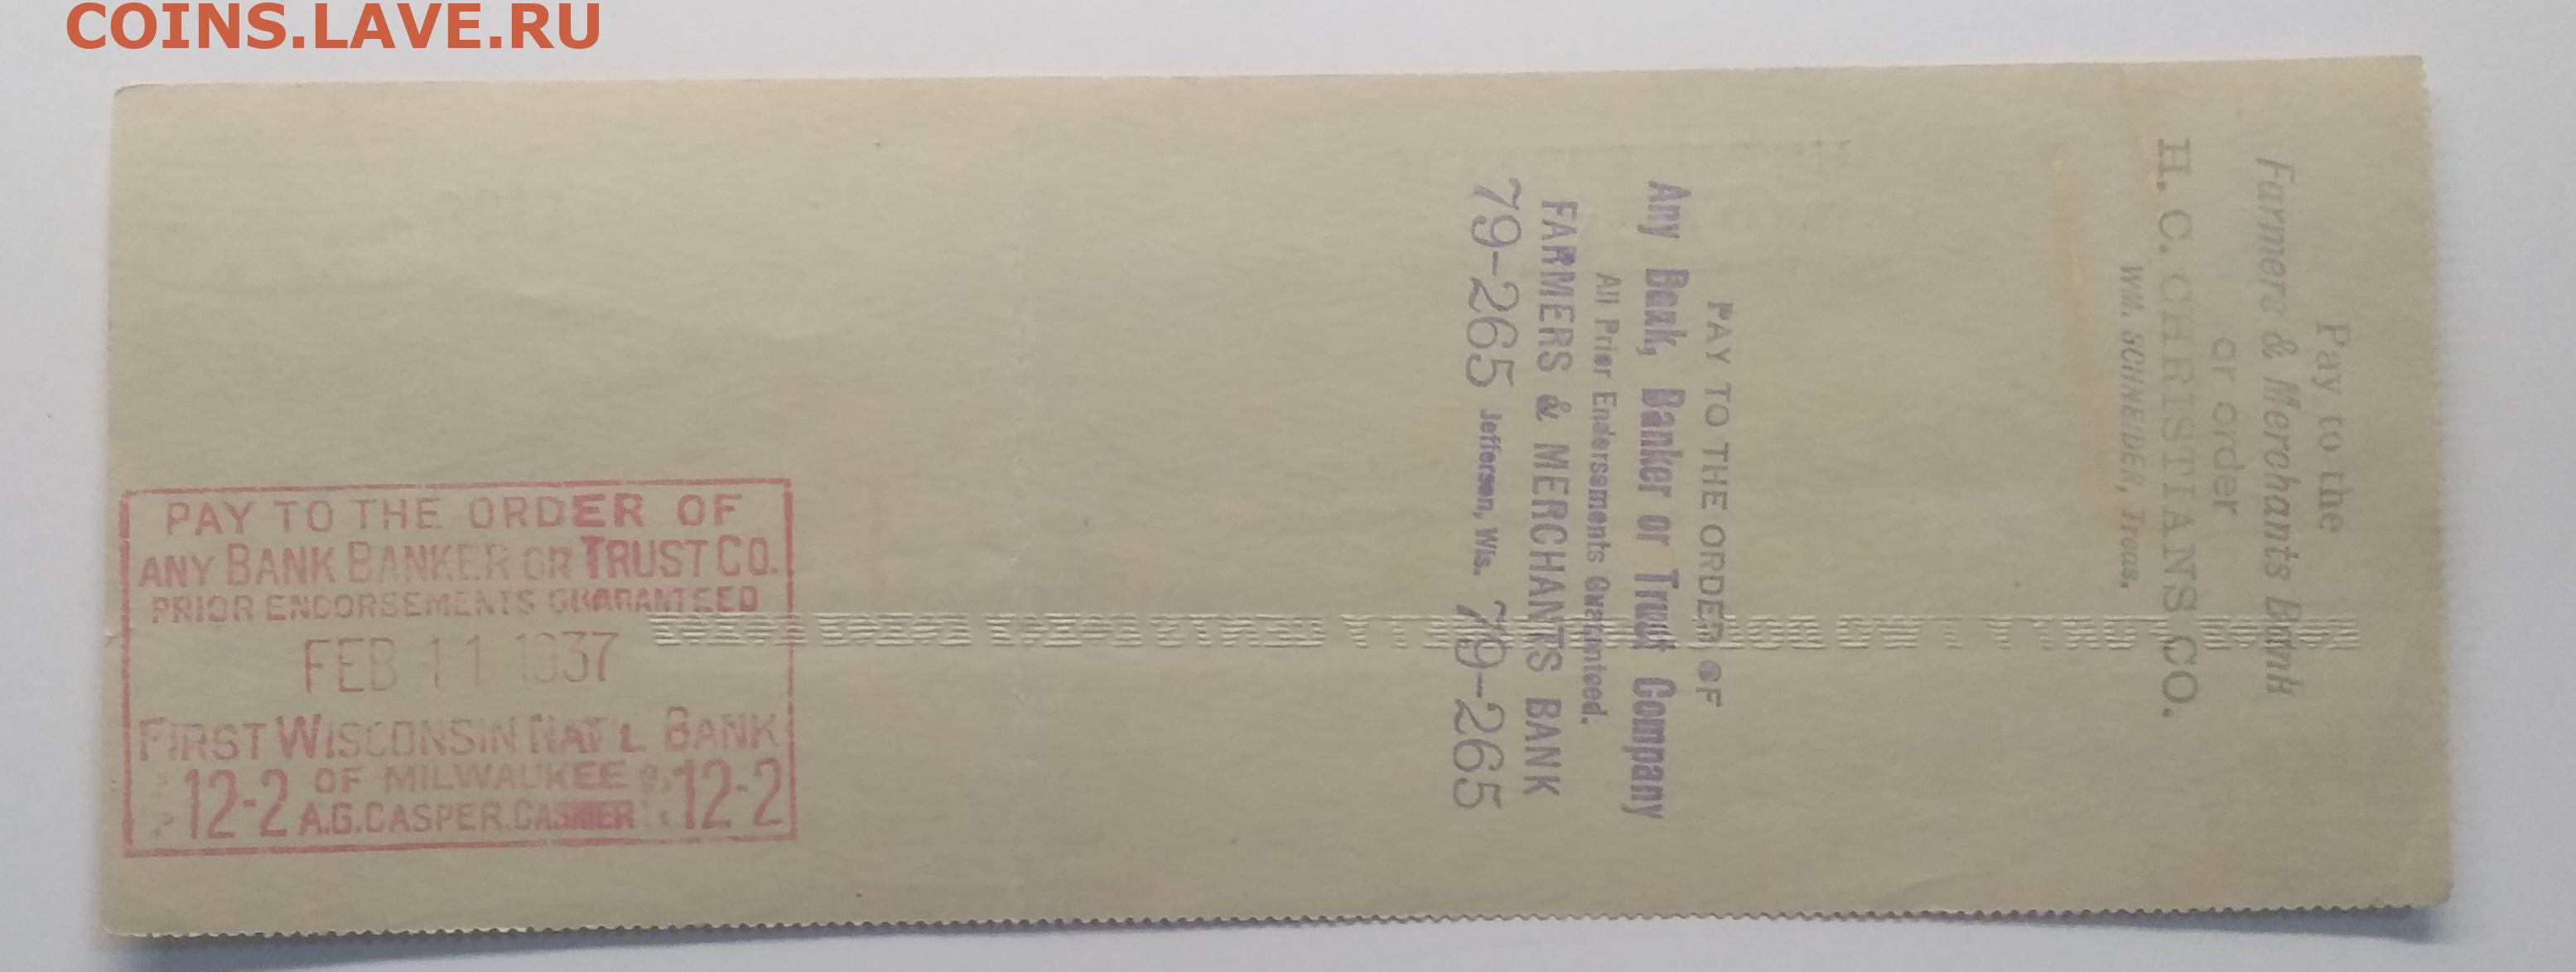 COINS.LAVE.RU
PAY TO THE ORDER OF
ANY BANK BANKER OR TRUST CO.
PRIOR ENDORSEMENTS GUARANTEED
FEB 11 1937
FIRST WISCONSIN NAT'L BANK
12-2 OF MILWAUKEE 12-2
A.G. CASPER. CASHIER
PAY TO THE ORDER OF
Any Bank, Banker or Trust Company
All Prior Endorsements Guaranteed.
FARMERS & MERCHANTS BANK
79-265 Jefferson, Wis. 79-265
Pay to the
Farmers & Merchants Bank
or order
H. C. CHRISTIANS CO.
WM. SCHNEIDER, Treas.